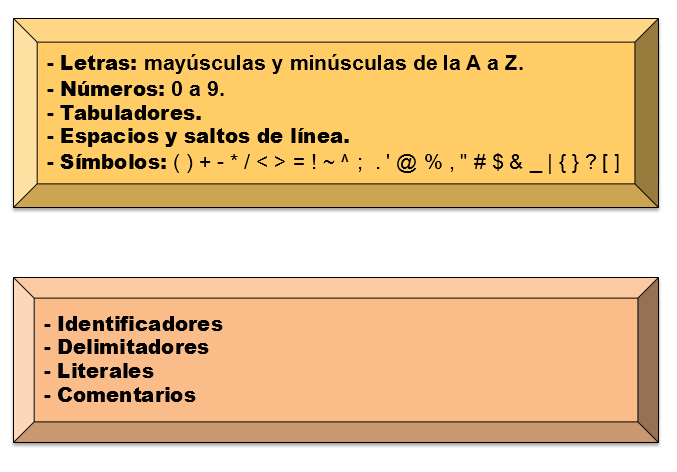 - Letras: mayúsculas y minúsculas de la A a Z.
- Números: 0 a 9.
- Tabuladores.
- Espacios y saltos de línea.
- Símbolos: ( ) + - * / < > = ! ~ ^ ;  . ' @ % , " # $ & _ | { } ? [ ]
- Identificadores
- Delimitadores
- Literales
- Comentarios